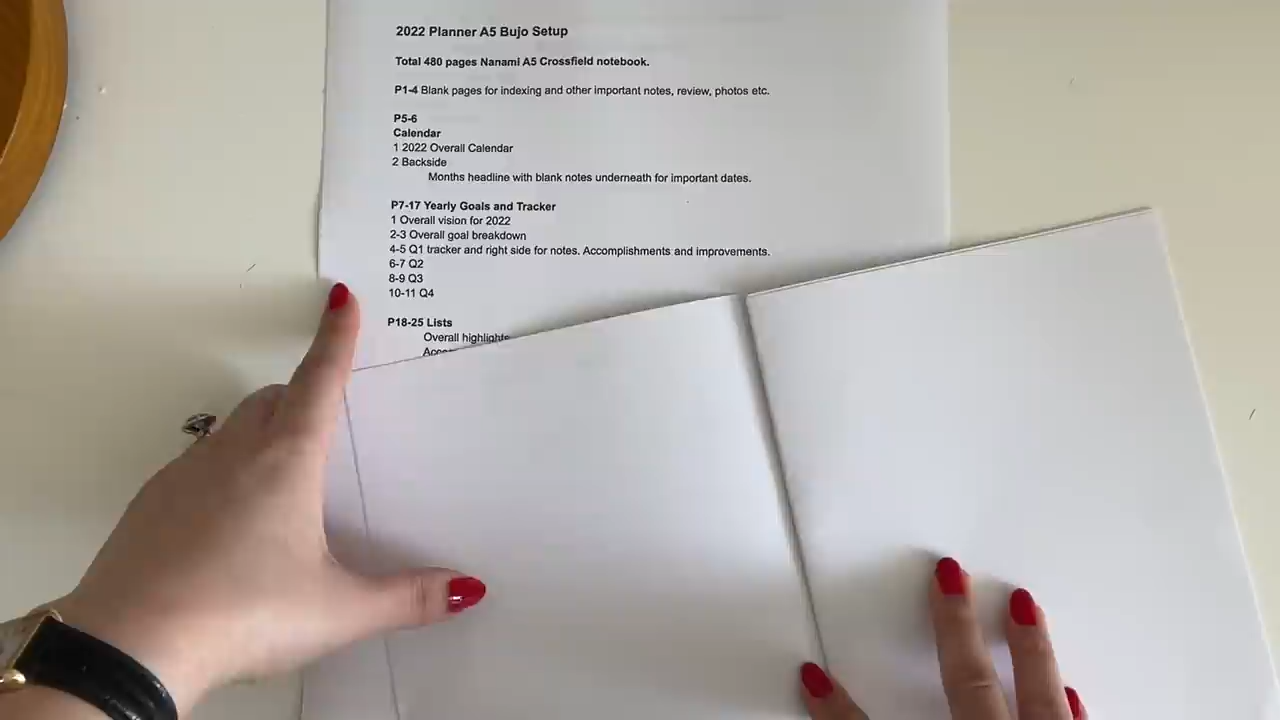 2022 Planner A5 Bujo Setup
Total 480 pages Nanami A5 Crossfield notebook.
P1-4 Blank pages for indexing and other important notes, review, photos etc.
P5-6
Calendar
1 2022 Overall Calendar
2 Backside
Months headline with blank notes underneath for important dates.
P7-17 Yearly Goals and Tracker
1 Overall vision for 2022
2-3 Overall goal breakdown
4-5 Q1 tracker and right side for notes. Accomplishments and improvements.
6-7 Q2
8-9 Q3
10-11 Q4
P18-25 Lists
Overall highlights